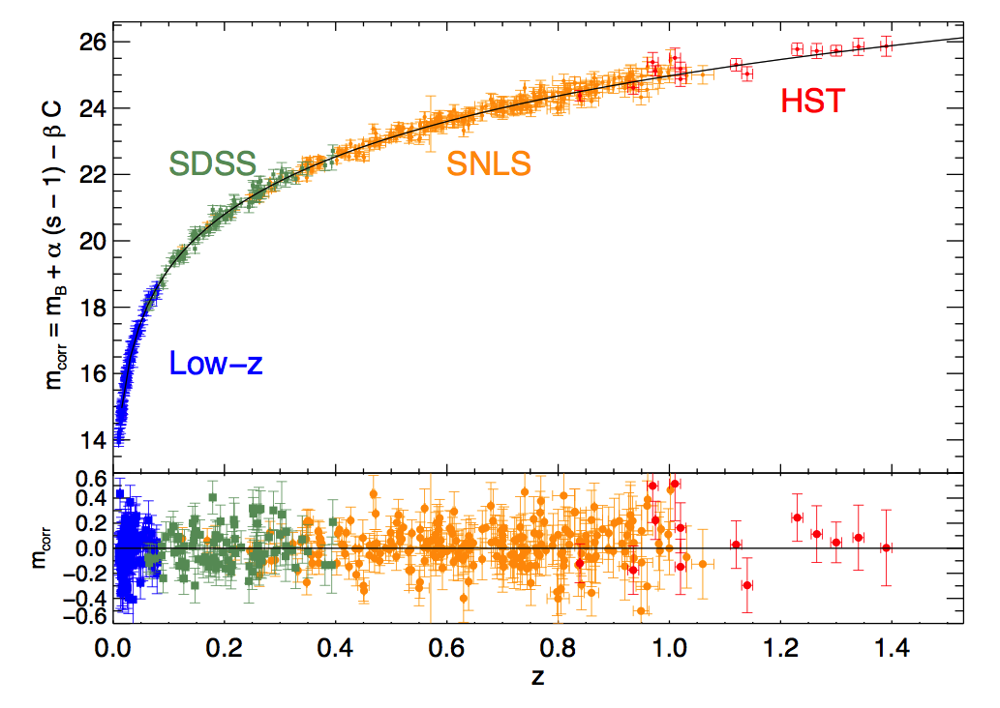 26
24
22
20
18
16
14
m_corr = m_B + α (s − 1) − β C
SDSS
SNLS
HST
Low−z
0.6
0.4
0.2
0.0
−0.2
−0.4
−0.6
m_corr
0.0 0.2 0.4 0.6 0.8 1.0 1.2 1.4
z